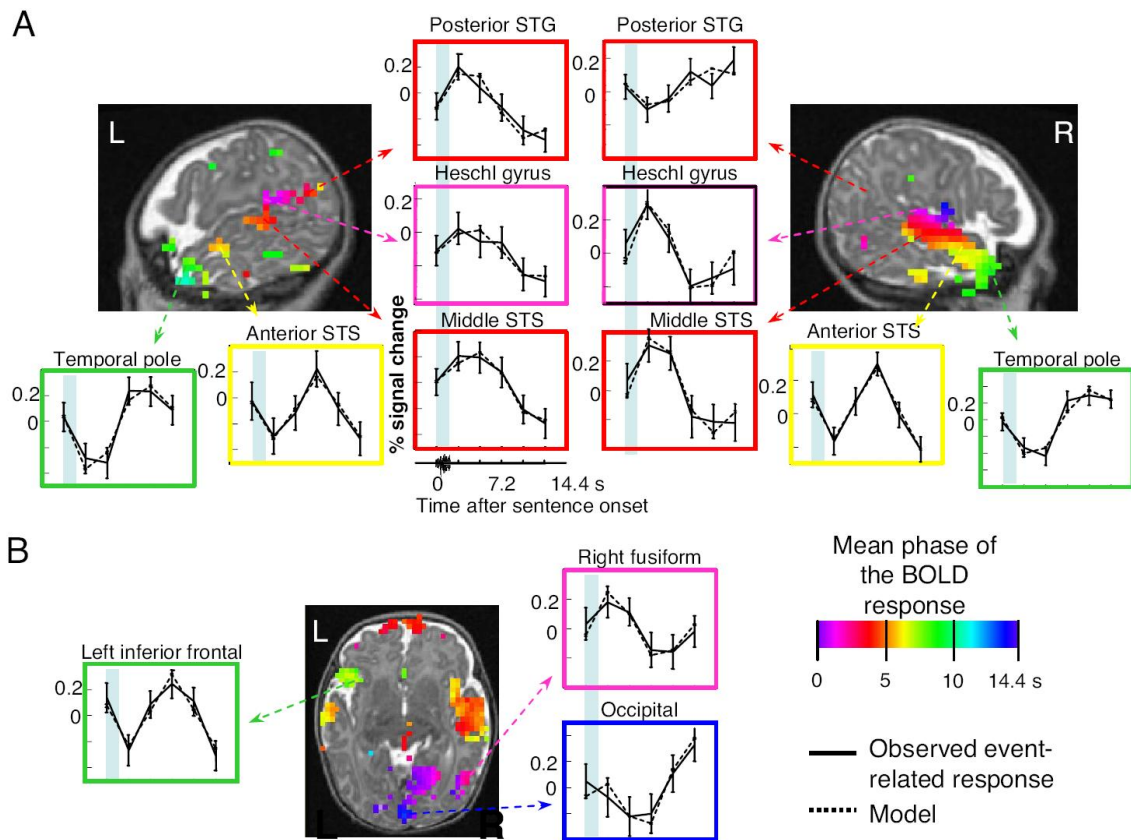 A
Posterior STG
0.2
0
0.2
0
L
R
Heschl gyrus
Heschl gyrus
0.2
0
0.2
0
% signal change
Middle STS
Middle STS
0.2
0
0.2
0
Anterior STS
0.2
0
Anterior STS
0.2
0
Temporal pole
0.2
0
Temporal pole
0.2
0
0 7.2 14.4 s
Time after sentence onset
B
L
L R
Left inferior frontal
0.2
0
Right fusiform
0.2
0
Occipital
0.2
0
Mean phase of
the BOLD
response
0 5 10 14.4 s
Observed event-
related response
Model